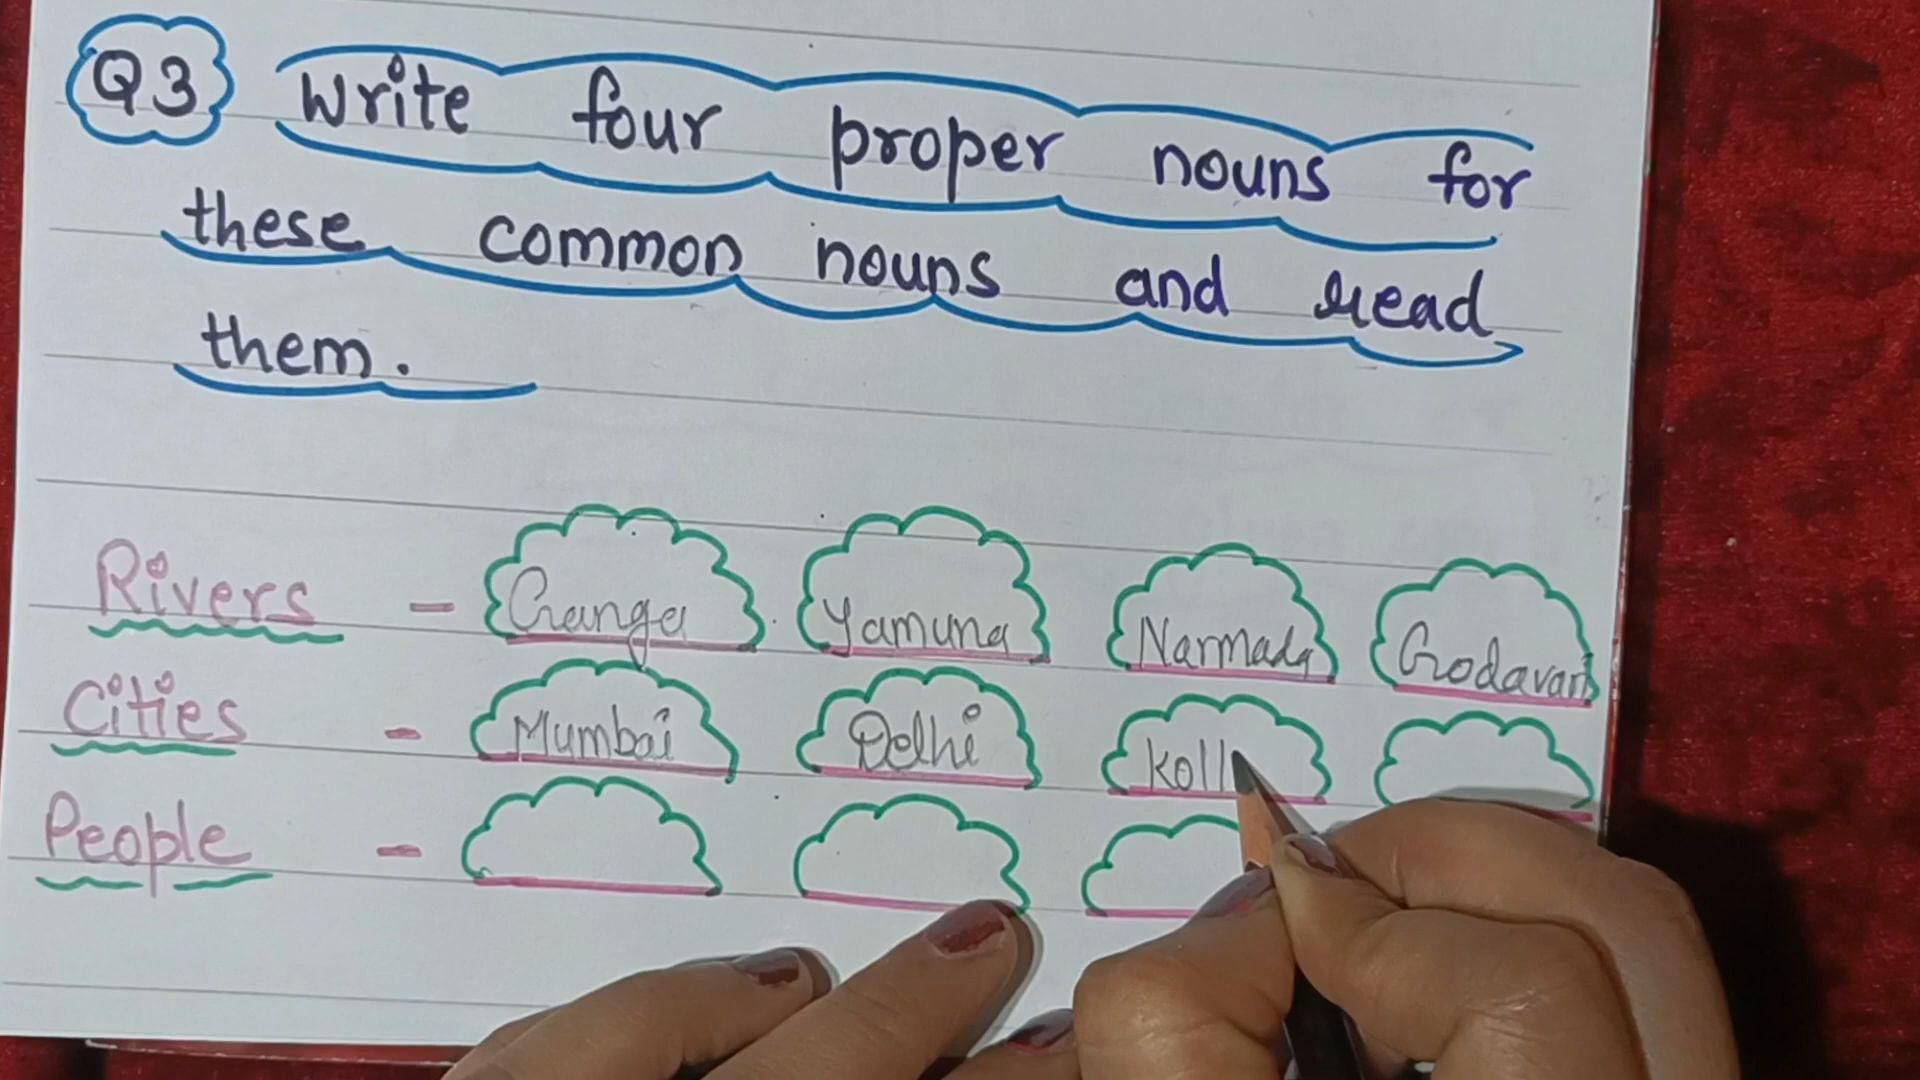 Q3 Write four proper nouns for
these common nouns and read
them.
Rivers - Ganga Yamuna Narmada Godavari
Cities - Mumbai Delhi Koll
People -